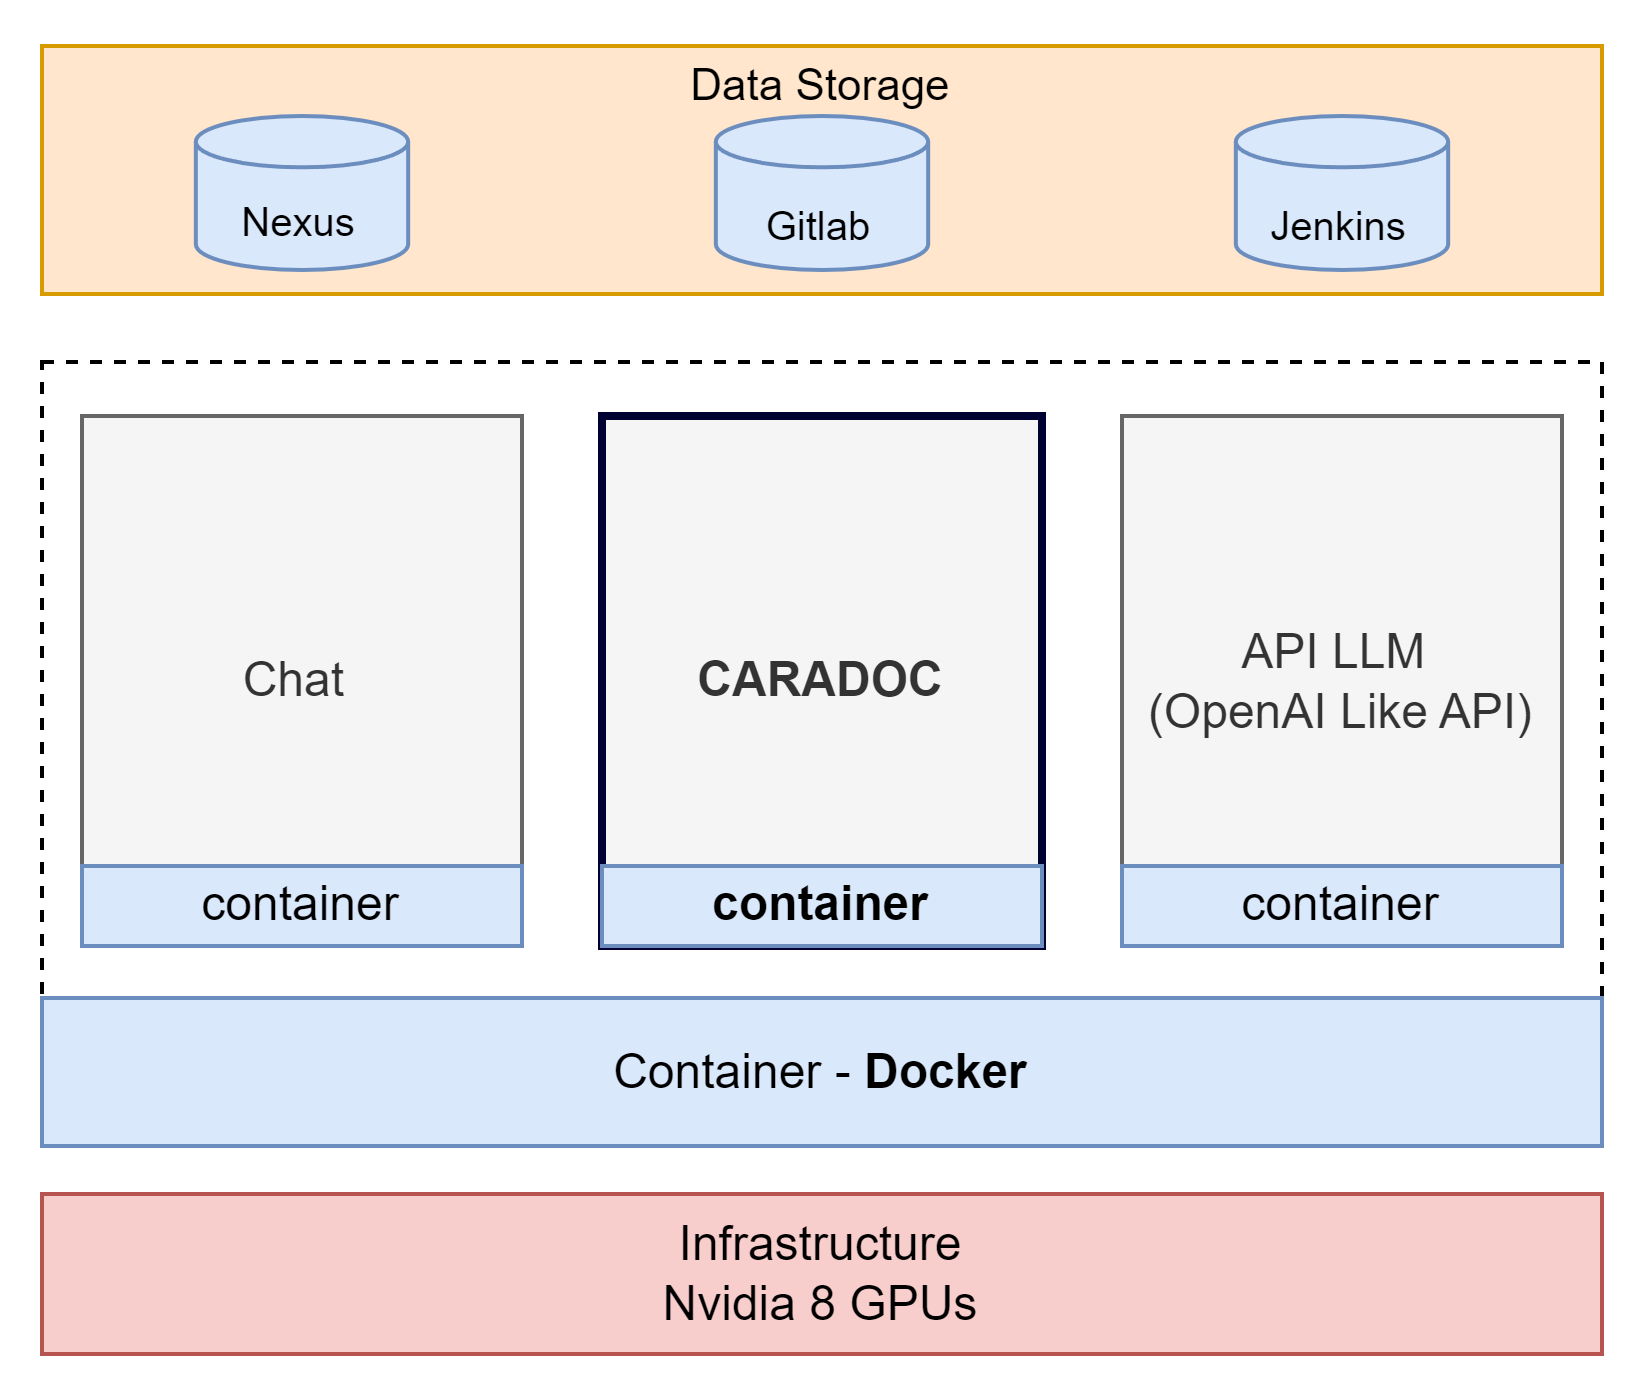 Data Storage
Nexus
Gitlab
Jenkins
Chat
CARADOC
API LLM
(OpenAI Like API)
container
container
container
Container - Docker
Infrastructure
Nvidia 8 GPUs